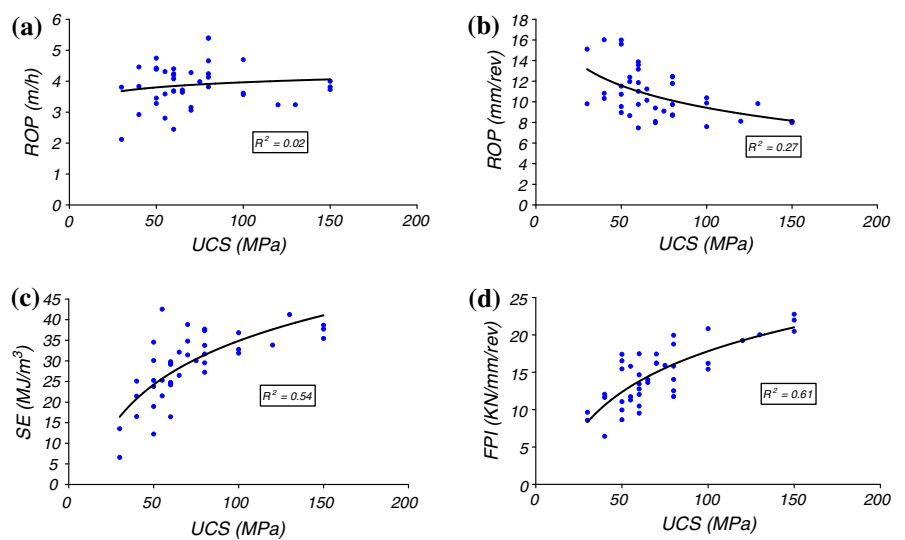 (a)
ROP (m/h)
6
5
4
3
2
1
0
R² = 0.02
0 50 100 150 200
UCS (MPa)
(b)
ROP (mm/rev)
18
16
14
12
10
8
6
4
2
0
R² = 0.27
0 50 100 150 200
UCS (MPa)
(c)
SE (MJ/m³)
45
40
35
30
25
20
15
10
5
0
R² = 0.54
0 50 100 150 200
UCS (MPa)
(d)
FPI (KN/mm/rev)
25
20
15
10
5
0
R² = 0.61
0 50 100 150 200
UCS (MPa)